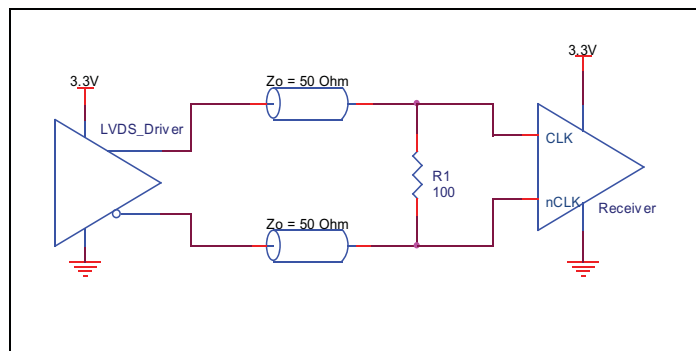 3.3V
Zo = 50 Ohm
3.3V
LVDS_Driver
CLK
R1
100
nCLK
Receiver
Zo = 50 Ohm